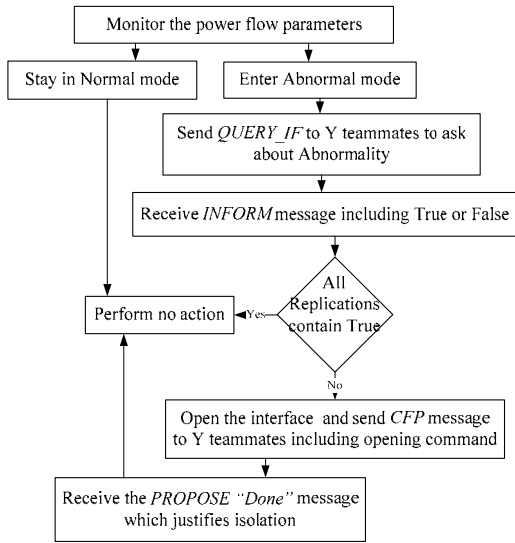 Monitor the power flow parameters
Stay in Normal mode
Enter Abnormal mode
Send QUERY_IF to Y teammates to ask
about Abnormality
Receive INFORM message including True or False
All
Replications
contain True
Perform no action
Yes
No
Open the interface and send CFP message
to Y teammates including opening command
Receive the PROPOSE “Done” message
which justifies isolation